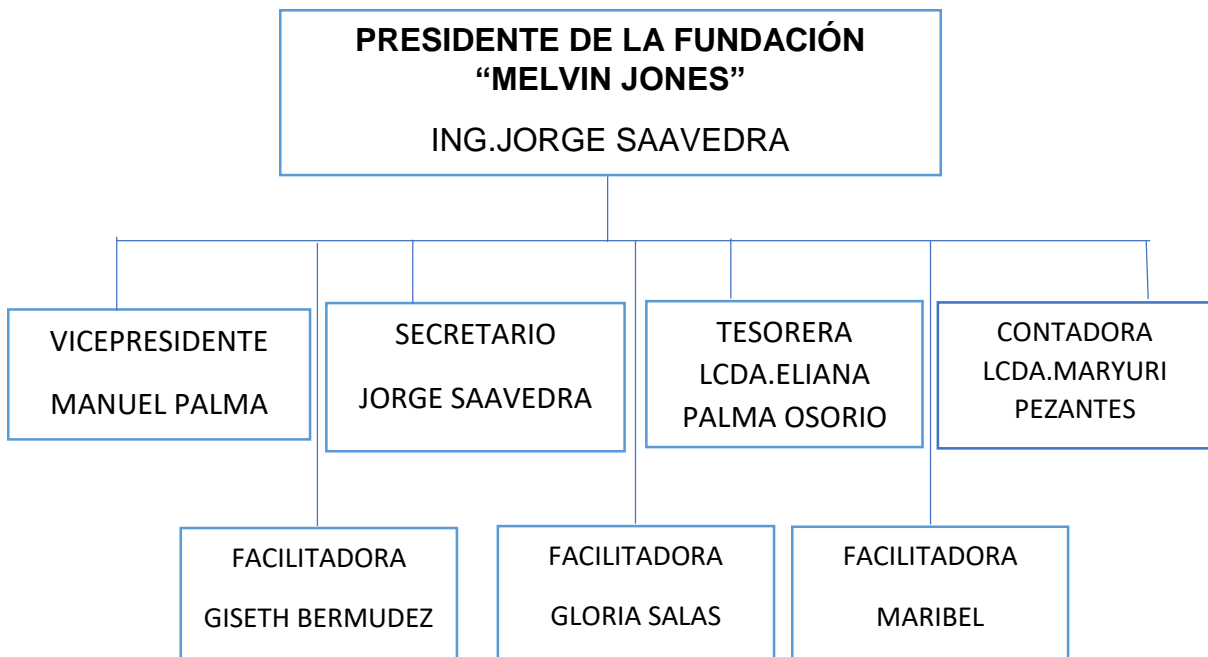 PRESIDENTE DE LA FUNDACIÓN
“MELVIN JONES”
ING.JORGE SAAVEDRA
VICEPRESIDENTE
MANUEL PALMA
SECRETARIO
JORGE SAAVEDRA
TESORERA
LCDA.ELIANA
PALMA OSORIO
CONTADORA
LCDA.MARYURI
PEZANTES
FACILITADORA
GISETH BERMUDEZ
FACILITADORA
GLORIA SALAS
FACILITADORA
MARIBEL